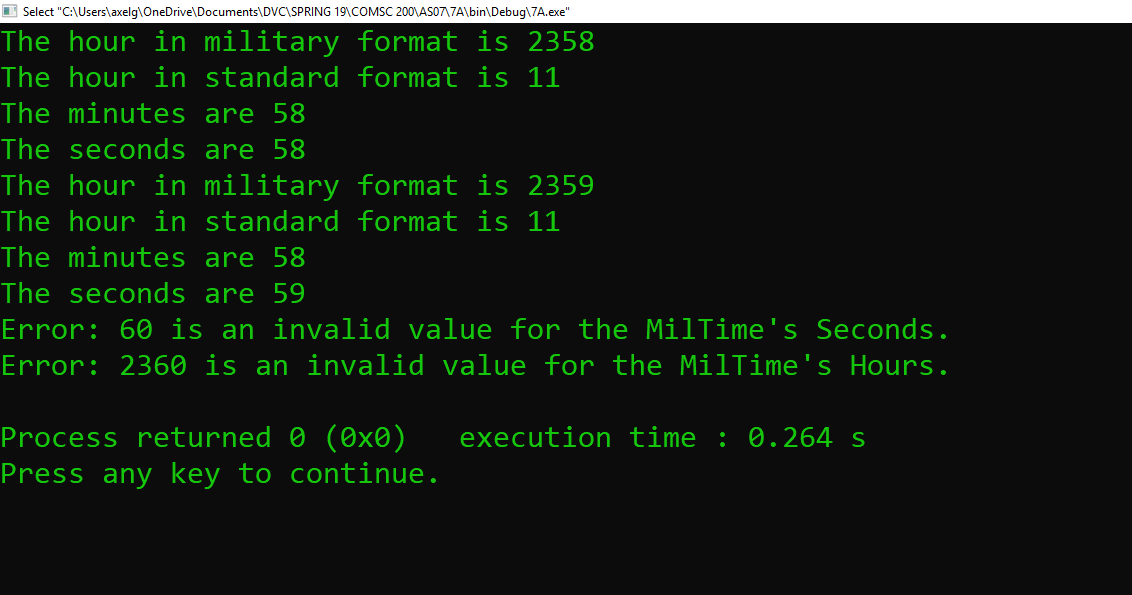 Select "C:\Users\axelg\OneDrive\Documents\DVC\SPRING 19\COMSC 200\AS07\7A\bin\Debug\7A.exe"
The hour in military format is 2358
The hour in standard format is 11
The minutes are 58
The seconds are 58
The hour in military format is 2359
The hour in standard format is 11
The minutes are 58
The seconds are 59
Error: 60 is an invalid value for the MilTime's Seconds.
Error: 2360 is an invalid value for the MilTime's Hours.
Process returned 0 (0x0)   execution time : 0.264 s
Press any key to continue.